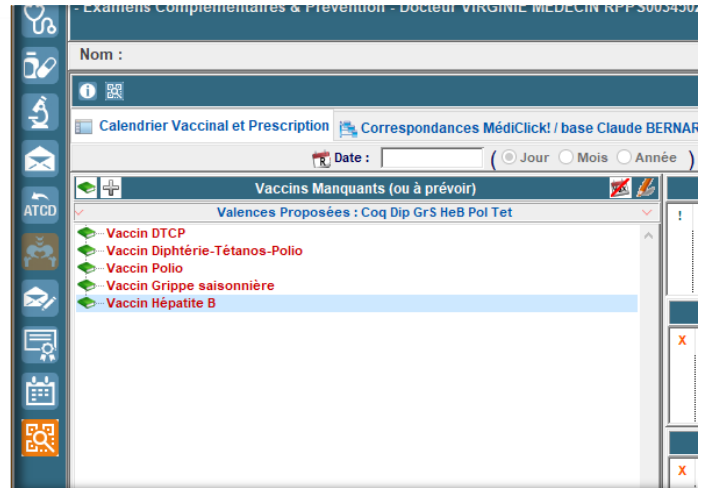 - Examens Complémentaires & Prévention - Docteur VIRGINIE MEDECIN RPPS
Nom :
Calendrier Vaccinal et Prescription
Correspondances MédiClick! / base Claude BERNAR
Date : ( Jour Mois Année )
Vaccins Manquants (ou à prévoir)
ATCD
Valences Proposées : Coq Dip GrS HeB Pol Tet
!
Vaccin DTCP
Vaccin Diphtérie-Tétanos-Polio
Vaccin Polio
Vaccin Grippe saisonnière
Vaccin Hépatite B
X
X